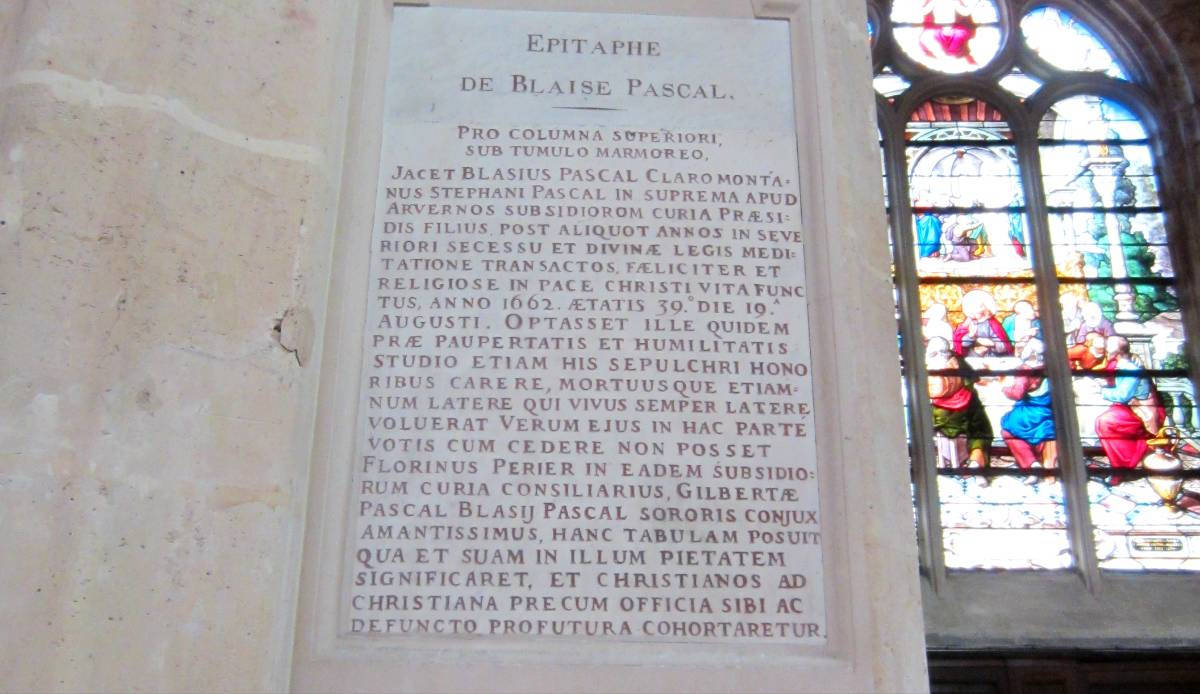 EPITAPHE
DE BLAISE PASCAL.
PRO COLUMNA SUPERIORI,
SUB TUMULO MARMOREO,
JACET BLASIUS PASCAL CLAROMONTA=
NUS STEPHANI PASCAL IN SUPREMA APUD
ARVERNOS SUBSIDIOROM CURIA PRÆSI=
DIS FILIUS, POST ALIQUOT ANNOS IN SEVE
RIORI SECESSU ET DIVINÆ LEGIS MEDI=
TATIONE TRANSACTOS, FÆLICITER ET
RELIGIOSE IN PACE CHRISTI VITA FUNC
TUS, ANNO 1662. ÆTATIS 39.° DIE 19.ᴬ
AUGUSTI. OPTASSET ILLE QUIDEM
PRÆ PAUPERTATIS ET HUMILITATIS
STUDIO ETIAM HIS SEPULCHRI HONO
RIBUS CARERE, MORTUUSQUE ETIAM=
NUM LATERE QUI VIVUS SEMPER LATERE
VOLUERAT VERUM EJUS IN HAC PARTE
VOTIS CUM CEDERE NON POSSET
FLORINUS PERIER IN EADEM SUBSIDIO=
RUM CURIA CONSILIARIUS, GILBERTÆ
PASCAL BLASIJ PASCAL SORORIS CONJUX
AMANTISSIMUS, HANC TABULAM POSUIT
QUA ET SUAM IN ILLUM PIETATEM
SIGNIFICARET, ET CHRISTIANOS AD
CHRISTIANA PRECUM OFFICIA SIBI AC
DEFUNCTO PROFUTURA COHORTARETUR.